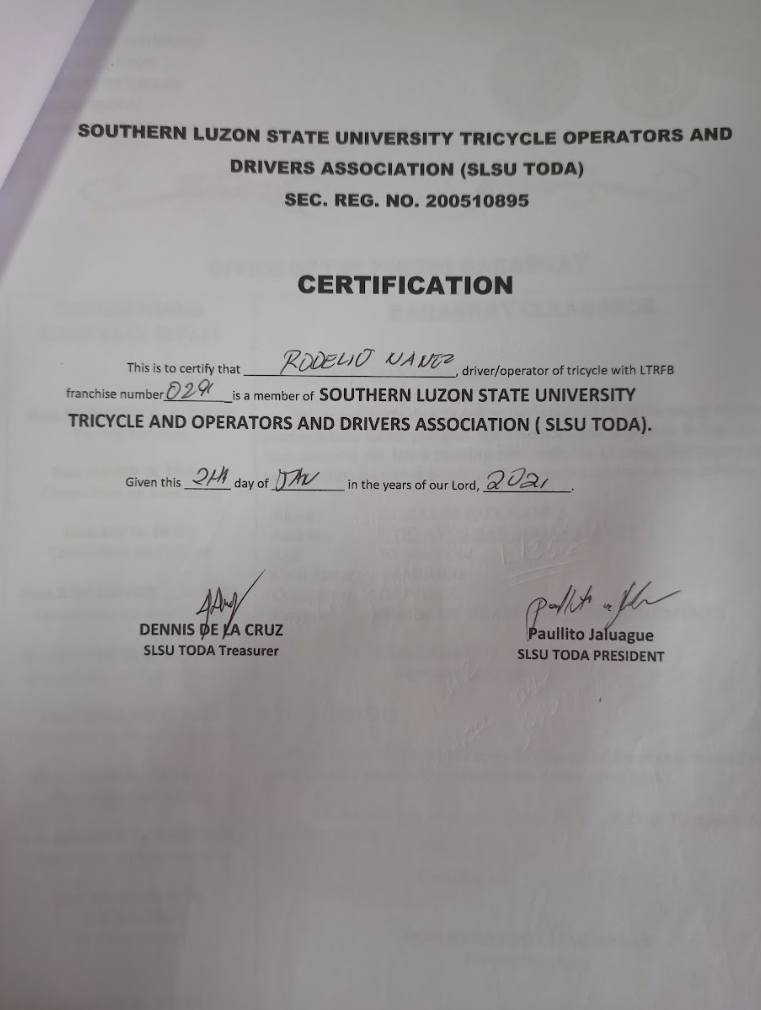 SOUTHERN LUZON STATE UNIVERSITY TRICYCLE OPERATORS AND
DRIVERS ASSOCIATION (SLSU TODA)
SEC. REG. NO. 200510895
CERTIFICATION
This is to certify that RODELIO NANEZ, driver/operator of tricycle with LTRFB
franchise number 0291 is a member of SOUTHERN LUZON STATE UNIVERSITY
TRICYCLE AND OPERATORS AND DRIVERS ASSOCIATION ( SLSU TODA).
Given this day of JAN in the years of our Lord, 2021.
DENNIS DE LA CRUZ
SLSU TODA Treasurer
Paullito Jaluague
SLSU TODA PRESIDENT